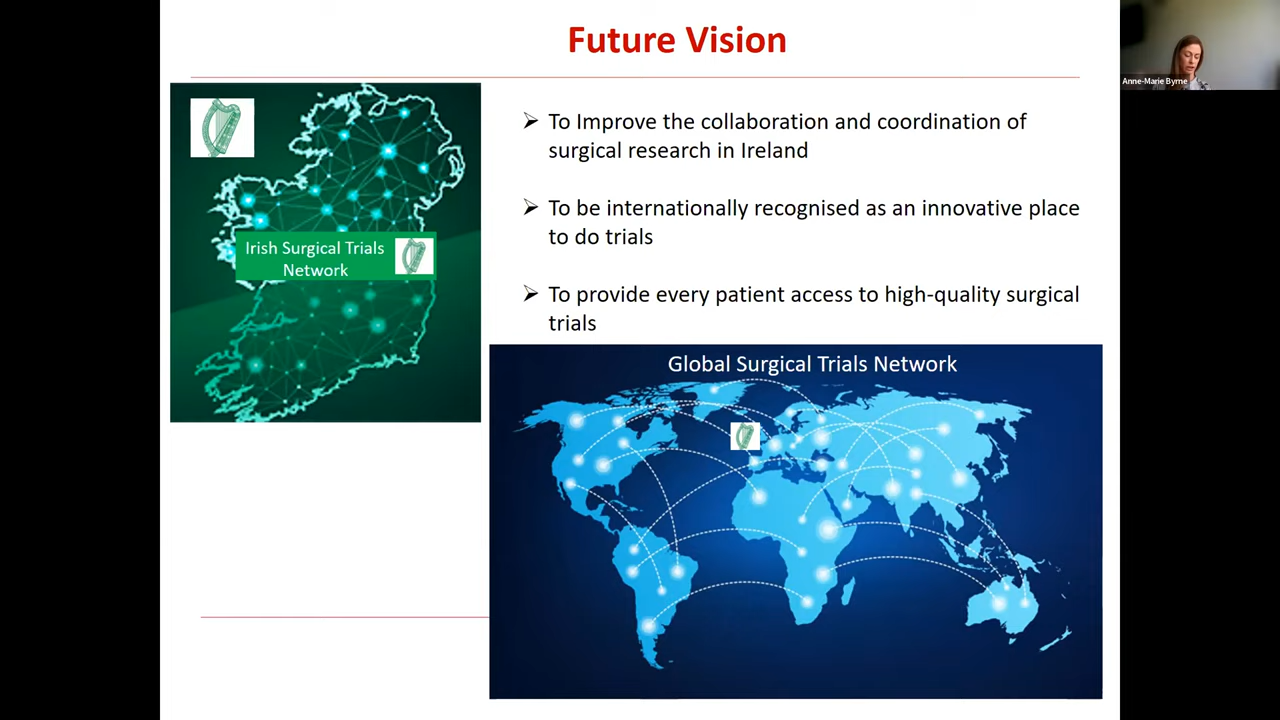 Future Vision
Anne-Marie Byrne
To Improve the collaboration and coordination of
surgical research in Ireland
To be internationally recognised as an innovative place
to do trials
To provide every patient access to high-quality surgical
trials
Irish Surgical Trials
Network
Global Surgical Trials Network